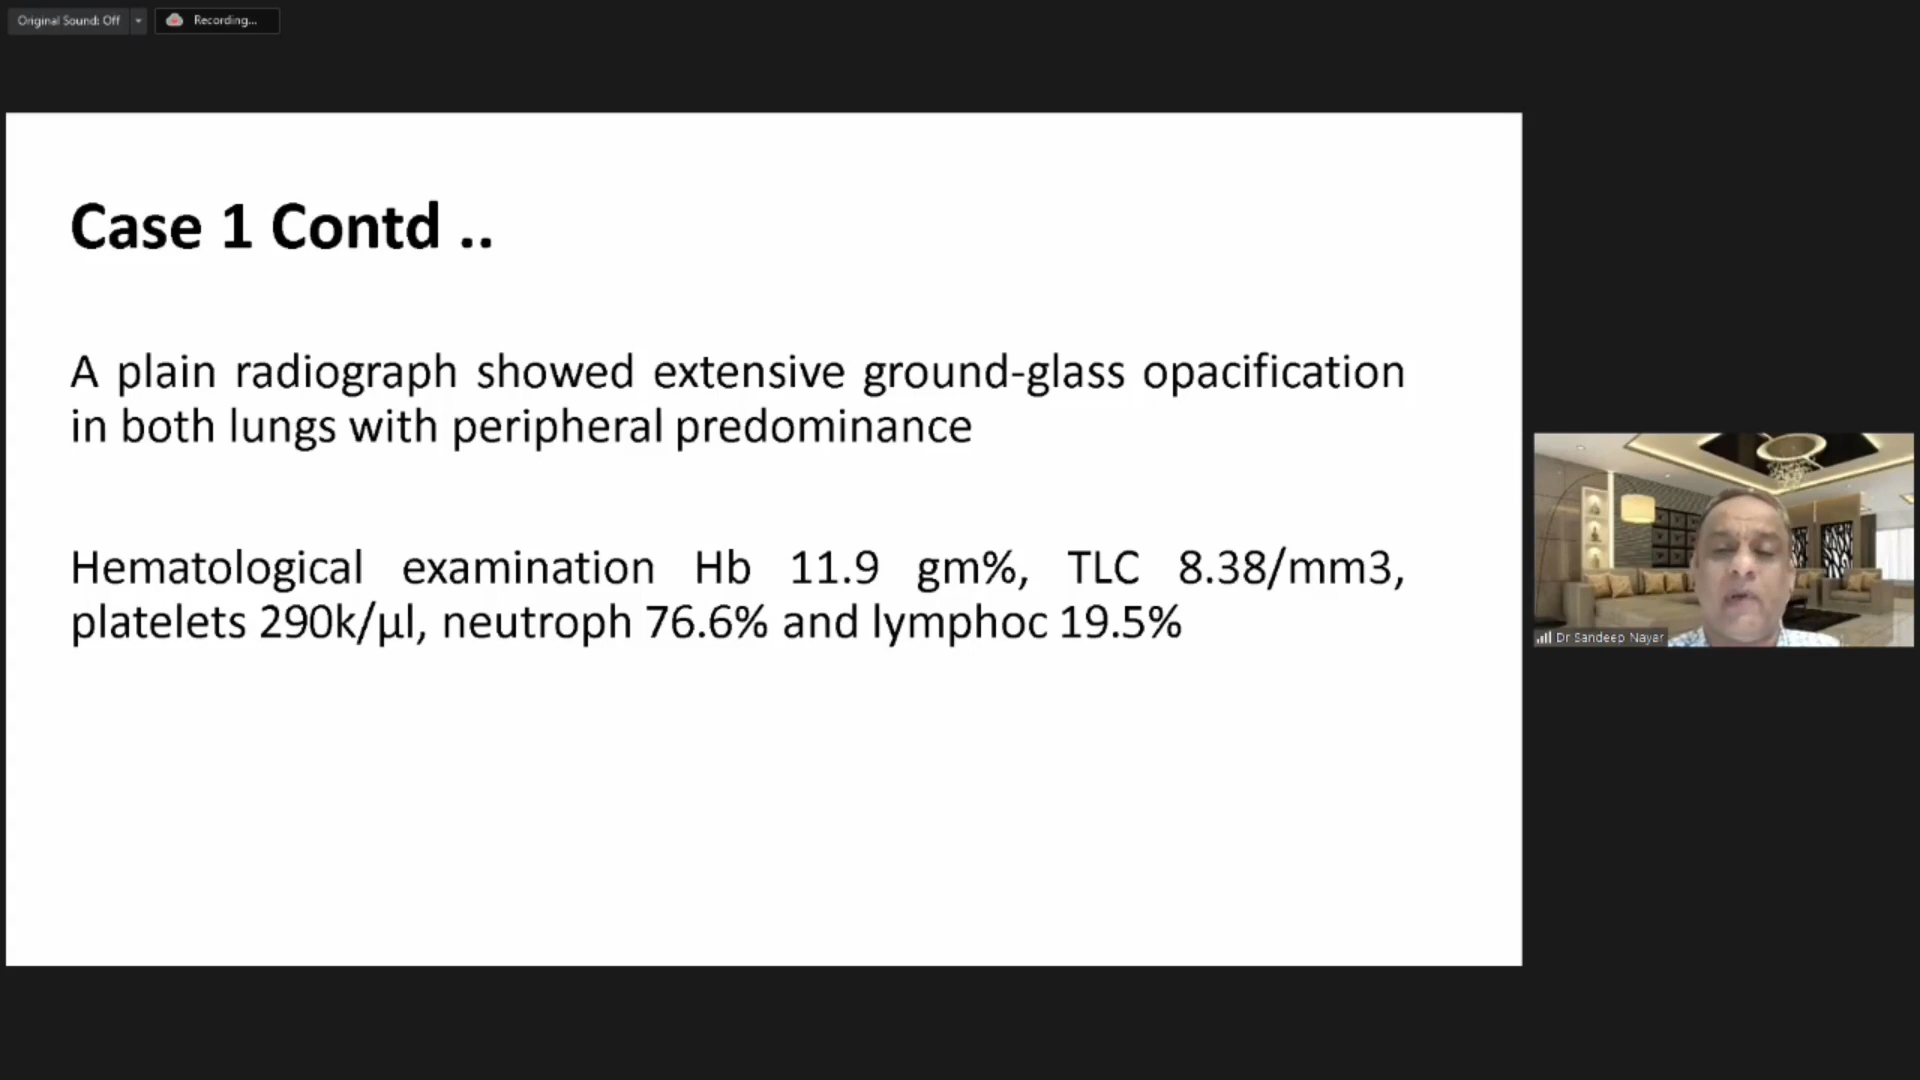 Original Sound: Off
Recording...
Case 1 Contd ..
A plain radiograph showed extensive ground-glass opacification
in both lungs with peripheral predominance
Hematological examination Hb 11.9 gm%, TLC 8.38/mm3,
platelets 290k/µl, neutroph 76.6% and lymphoc 19.5%
Dr Sandeep Nayar